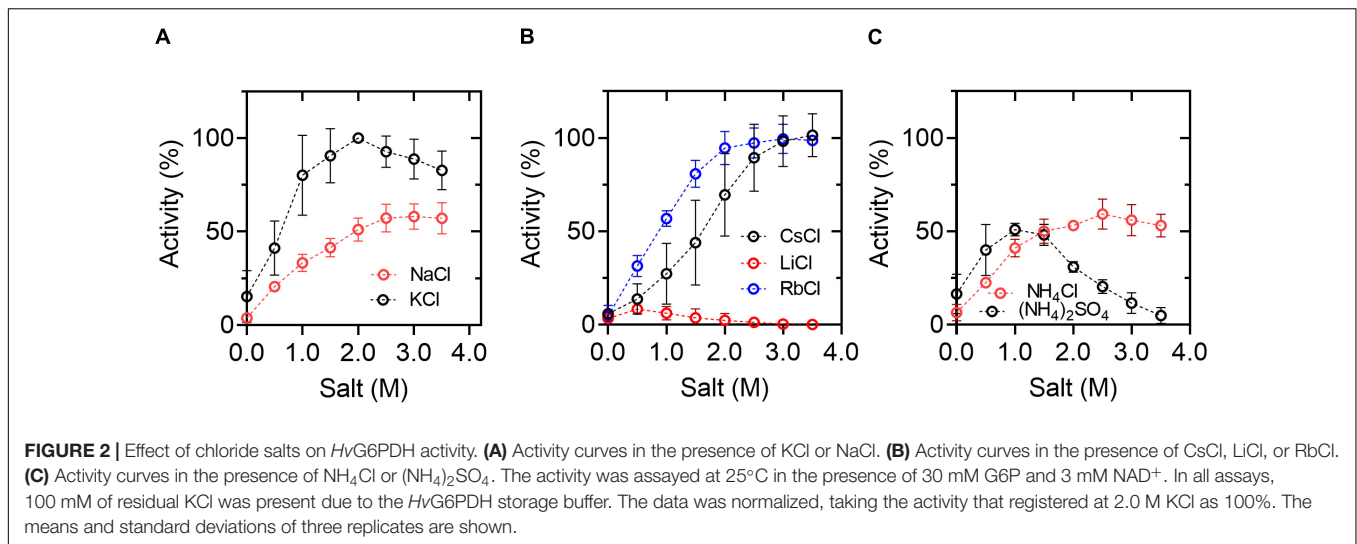 A
B
C
Activity (%)
100
50
0
0.0 1.0 2.0 3.0 4.0
Salt (M)
NaCl
KCl
Activity (%)
100
50
0
0.0 1.0 2.0 3.0 4.0
Salt (M)
CsCl
LiCl
RbCl
Activity (%)
100
50
0
0.0 1.0 2.0 3.0 4.0
Salt (M)
NH₄Cl
(NH₄)₂SO₄
FIGURE 2 | Effect of chloride salts on HvG6PDH activity. (A) Activity curves in the presence of KCl or NaCl. (B) Activity curves in the presence of CsCl, LiCl, or RbCl.
(C) Activity curves in the presence of NH₄Cl or (NH₄)₂SO₄. The activity was assayed at 25°C in the presence of 30 mM G6P and 3 mM NAD⁺. In all assays,
100 mM of residual KCl was present due to the HvG6PDH storage buffer. The data was normalized, taking the activity that registered at 2.0 M KCl as 100%. The
means and standard deviations of three replicates are shown.